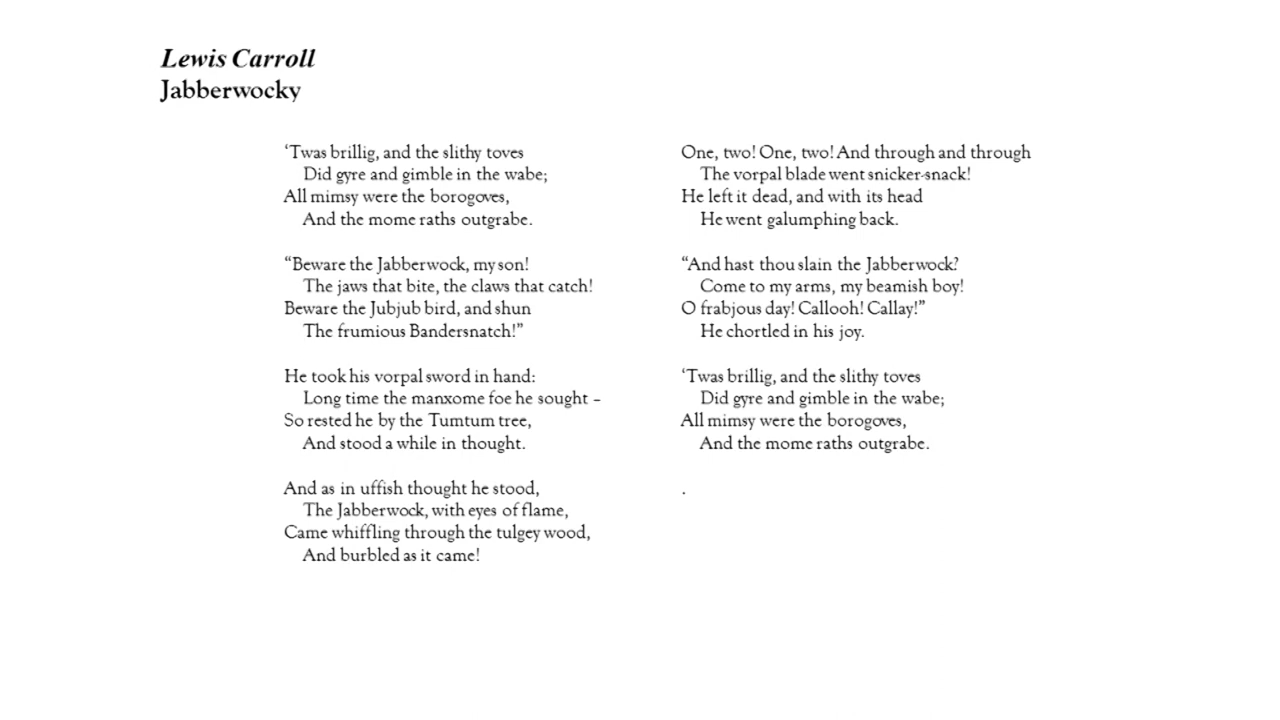 Lewis Carroll
Jabberwocky
‘Twas brillig, and the slithy toves
Did gyre and gimble in the wabe;
All mimsy were the borogoves,
And the mome raths outgrabe.
“Beware the Jabberwock, my son!
The jaws that bite, the claws that catch!
Beware the Jubjub bird, and shun
The frumious Bandersnatch!”
He took his vorpal sword in hand:
Long time the manxome foe he sought –
So rested he by the Tumtum tree,
And stood a while in thought.
And as in uffish thought he stood,
The Jabberwock, with eyes of flame,
Came whiffling through the tulgey wood,
And burbled as it came!
One, two! One, two! And through and through
The vorpal blade went snicker-snack!
He left it dead, and with its head
He went galumphing back.
“And hast thou slain the Jabberwock?
Come to my arms, my beamish boy!
O frabjous day! Callooh! Callay!”
He chortled in his joy.
‘Twas brillig, and the slithy toves
Did gyre and gimble in the wabe;
All mimsy were the borogoves,
And the mome raths outgrabe.
.